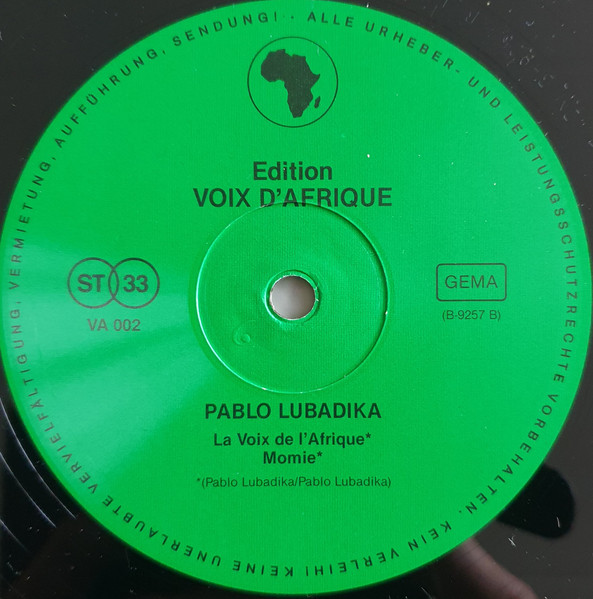 ALLE URHEBER- UND LEISTUNGSSCHUTZRECHTE VORBEHALTEN. KEIN VERLEIH! KEINE UNERLAUBTE VERVIELFÄLTIGUNG, VERMIETUNG, AUFFÜHRUNG, SENDUNG! ·
Edition
VOIX D'AFRIQUE
ST 33
VA 002
GEMA
(B-9257 B)
PABLO LUBADIKA
La Voix de l'Afrique*
Momie*
*(Pablo Lubadika/Pablo Lubadika)